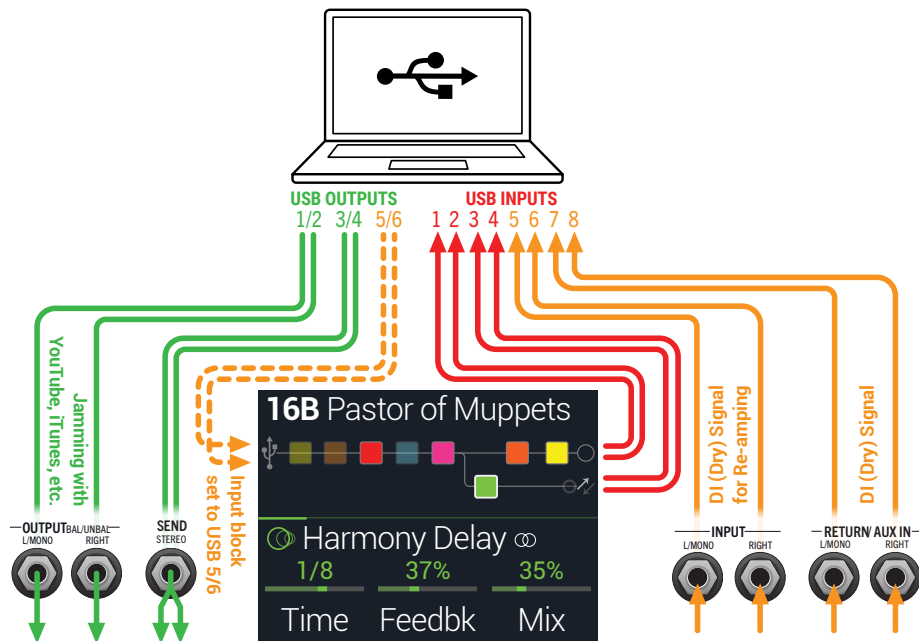 USB OUTPUTS
1/2 3/4 5/6
USB INPUTS
1 2 3 4 5 6 7 8
Jamming with
YouTube, iTunes, etc.
Input block
set to USB 5/6
DI (Dry) Signal
for Re-amping
DI (Dry) Signal
16B Pastor of Muppets
Harmony Delay
1/8 37% 35%
Time Feedbk Mix
OUTPUT BAL/UNBAL
L/MONO RIGHT
SEND
STEREO
INPUT
L/MONO RIGHT
RETURN/AUX IN
L/MONO RIGHT